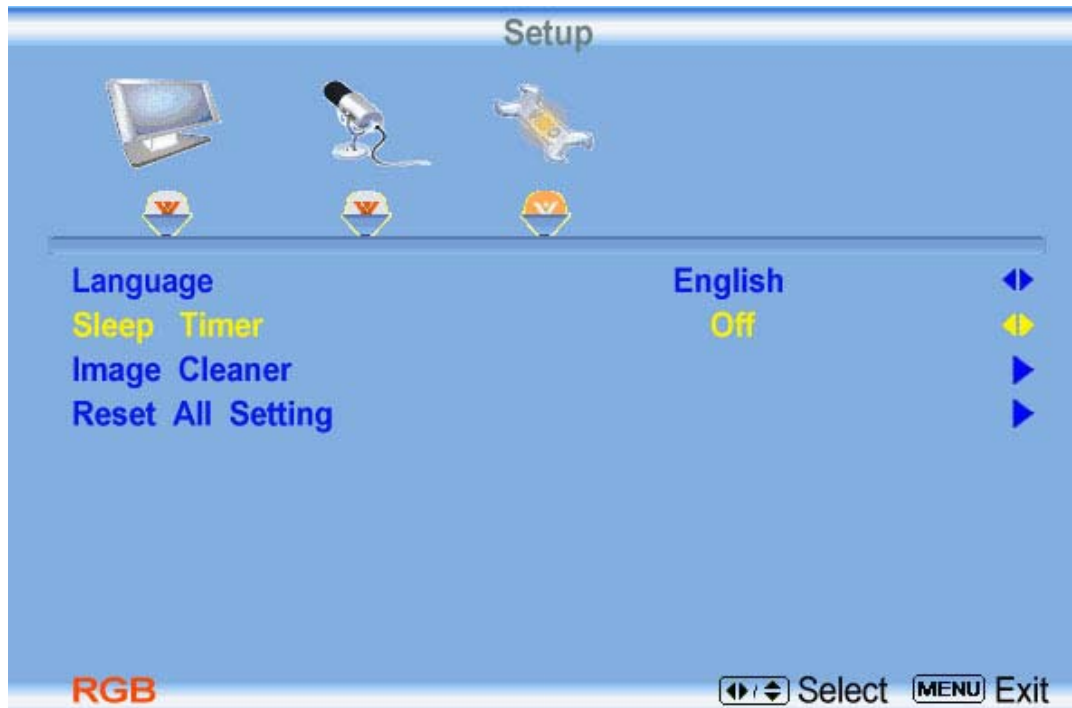 Setup
Language English
Sleep Timer Off
Image Cleaner
Reset All Setting
RGB Select MENU Exit